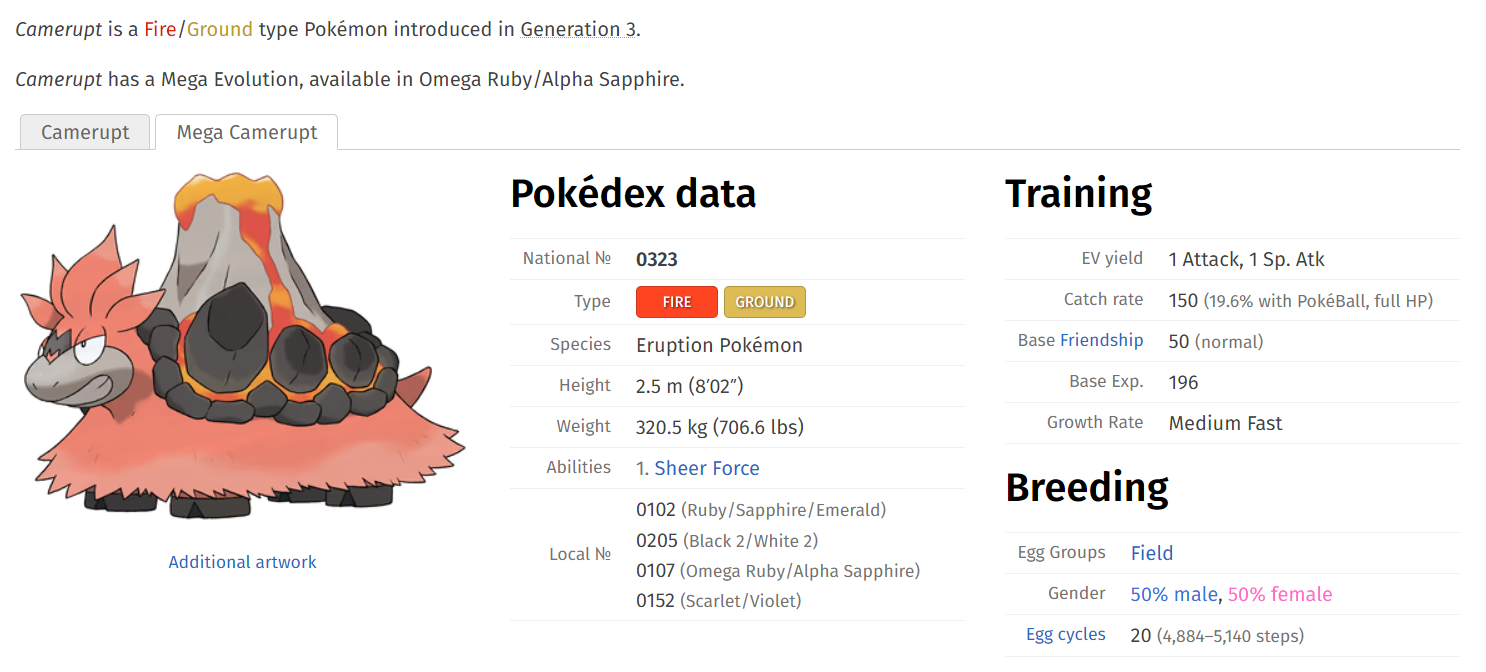 Camerupt is a Fire/Ground type Pokémon introduced in Generation 3.
Camerupt has a Mega Evolution, available in Omega Ruby/Alpha Sapphire.
Camerupt
Mega Camerupt
Additional artwork
Pokédex data
National № 0323
Type FIRE GROUND
Species Eruption Pokémon
Height 2.5 m (8′02″)
Weight 320.5 kg (706.6 lbs)
Abilities 1. Sheer Force
Local № 0102 (Ruby/Sapphire/Emerald)
0205 (Black 2/White 2)
0107 (Omega Ruby/Alpha Sapphire)
0152 (Scarlet/Violet)
Training
EV yield 1 Attack, 1 Sp. Atk
Catch rate 150 (19.6% with PokéBall, full HP)
Base Friendship 50 (normal)
Base Exp. 196
Growth Rate Medium Fast
Breeding
Egg Groups Field
Gender 50% male, 50% female
Egg cycles 20 (4,884–5,140 steps)